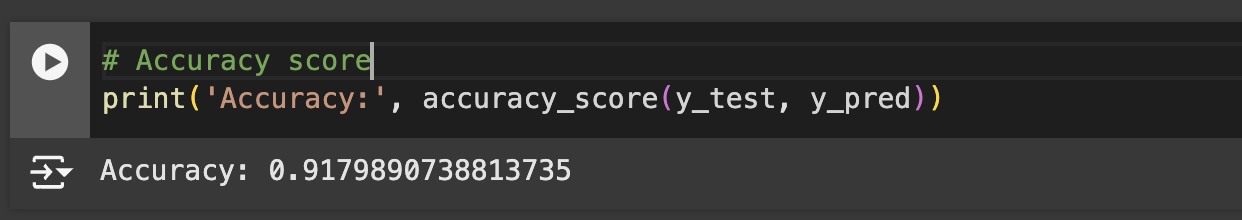 # Accuracy score
print('Accuracy:', accuracy_score(y_test, y_pred))
Accuracy: 0.9179890738813735